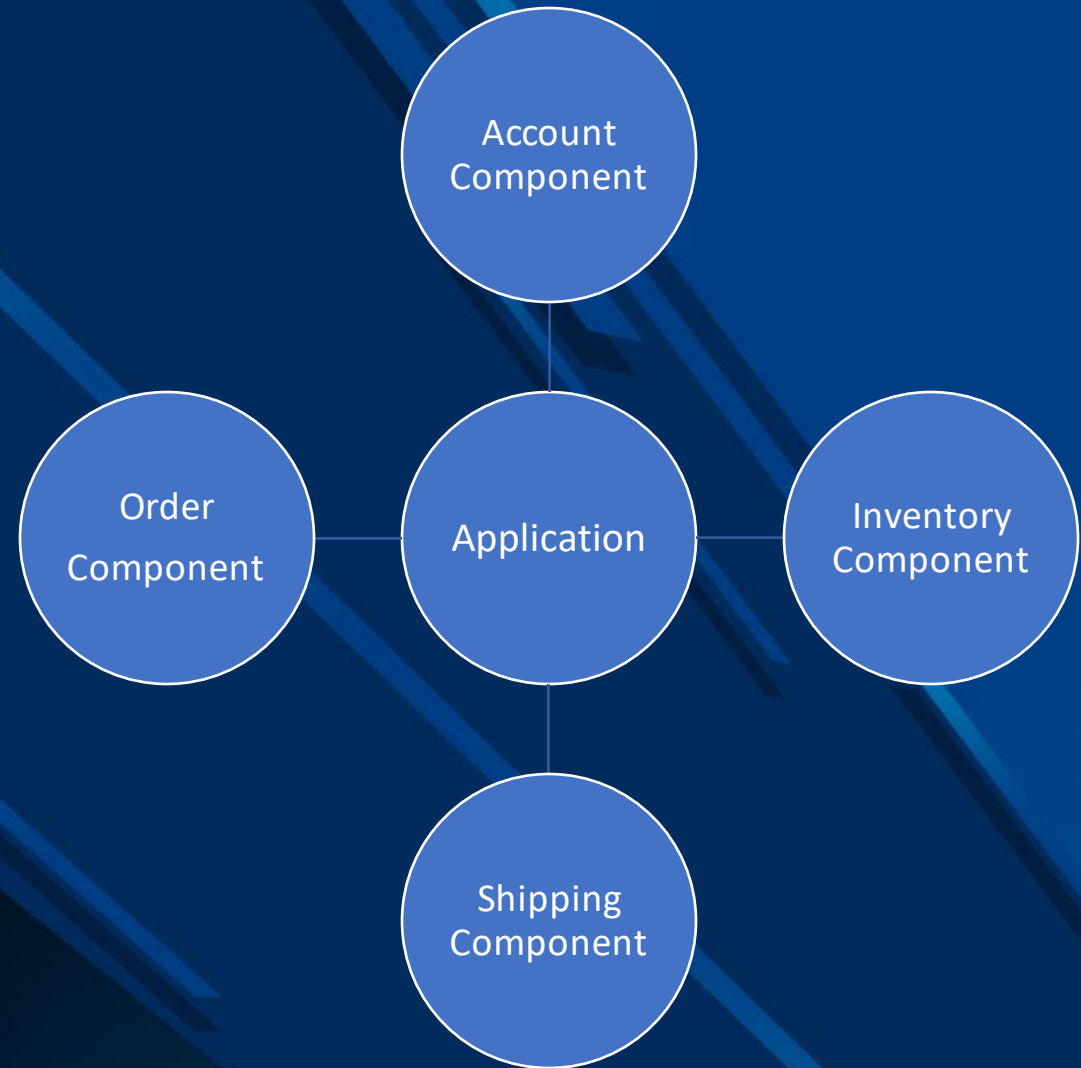 Account
Component
Order
Component
Application
Inventory
Component
Shipping
Component